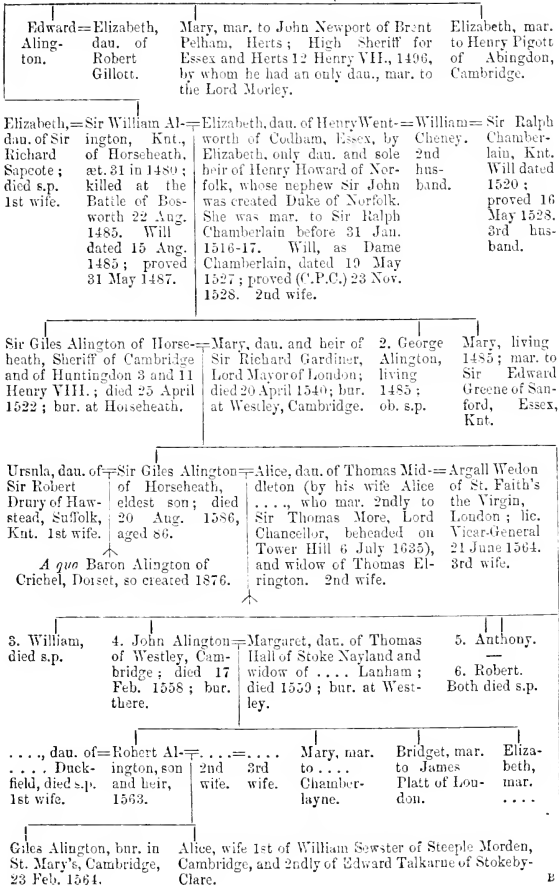 Edward=Elizabeth,
Aling- dau. of
ton. Robert
Gillott.
Mary, mar. to John Newport of Brent
Pelham, Herts; High Sheriff for
Essex and Herts 12 Henry VII., 1496,
by whom he had an only dau., mar. to
the Lord Morley.
Elizabeth, mar.
to Henry Pigott
of Abingdon,
Cambridge.
Elizabeth,=
dau. of Sir
Richard
Sapcote;
died s.p.
1st wife.
Sir William Al-=
ington, Knt.,
of Horseheath,
æt. 31 in 1480;
killed at the
Battle of Bos-
worth 22 Aug.
1485. Will
dated 15 Aug.
1485; proved
31 May 1487.
Elizabeth, dau. of Henry Went-=
worth of Codham, Essex, by
Elizabeth, only dau. and sole
heir of Henry Howard of Nor-
folk, whose nephew Sir John
was created Duke of Norfolk.
She was mar. to Sir Ralph
Chamberlain before 31 Jan.
1516-17. Will, as Dame
Chamberlain, dated 19 May
1527; proved (C.P.C.) 23 Nov.
1528. 2nd wife.
William=
Cheney.
2nd
hus-
band.
Sir Ralph
Chamber-
lain, Knt.
Will dated
1520;
proved 16
May 1528.
3rd hus-
band.
Sir Giles Alington of Horse-=
heath, Sheriff of Cambridge
and of Huntingdon 3 and 11
Henry VIII.; died 25 April
1522; bur. at Horseheath.
Mary, dau. and heir of
Sir Richard Gardiner,
Lord Mayor of London;
died 20 April 1540; bur.
at Westley, Cambridge.
2. George
Alington,
living
1485;
ob. s.p.
Mary, living
1485; mar. to
Sir Edward
Greene of San-
ford, Essex,
Knt.
Ursula, dau. of=
Sir Robert
Drury of Haw-
stead, Suffolk,
Knt. 1st wife.
Sir Giles Alington=
of Horseheath,
eldest son; died
20 Aug. 1586,
aged 86.
A quo Baron Alington of
Crichel, Dorset, so created 1876.
Alice, dau. of Thomas Mid-=
dleton (by his wife Alice
. . . ., who mar. 2ndly to
Sir Thomas More, Lord
Chancellor, beheaded on
Tower Hill 6 July 1635),
and widow of Thomas El-
rington. 2nd wife.
Argall Wedon
of St. Faith's
the Virgin,
London; lic.
Vicar-General
21 June 1564.
3rd wife.
3. William,
died s.p.
4. John Alington=
of Westley, Cam-
bridge; died 17
Feb. 1558; bur.
there.
Margaret, dau. of Thomas
Hall of Stoke Nayland and
widow of . . . . Lanham;
died 1559; bur. at West-
ley.
5. Anthony.
—
6. Robert.
Both died s.p.
. . . ., dau. of=
. . . . Duck-
field, died s.p.
1st wife.
Robert Al-=
ington, son
and heir,
1563.
. . . .=
2nd
wife.
. . . .
3rd
wife.
Mary, mar.
to . . . .
Chamber-
layne.
Bridget, mar.
to James
Platt of Lon-
don.
Eliza-
beth,
mar.
. . . .
Giles Alington, bur. in
St. Mary's, Cambridge,
23 Feb. 1564.
Alice, wife 1st of William Sewster of Steeple Morden,
Cambridge, and 2ndly of Edward Talkarne of Stokeby-
Clare.
B